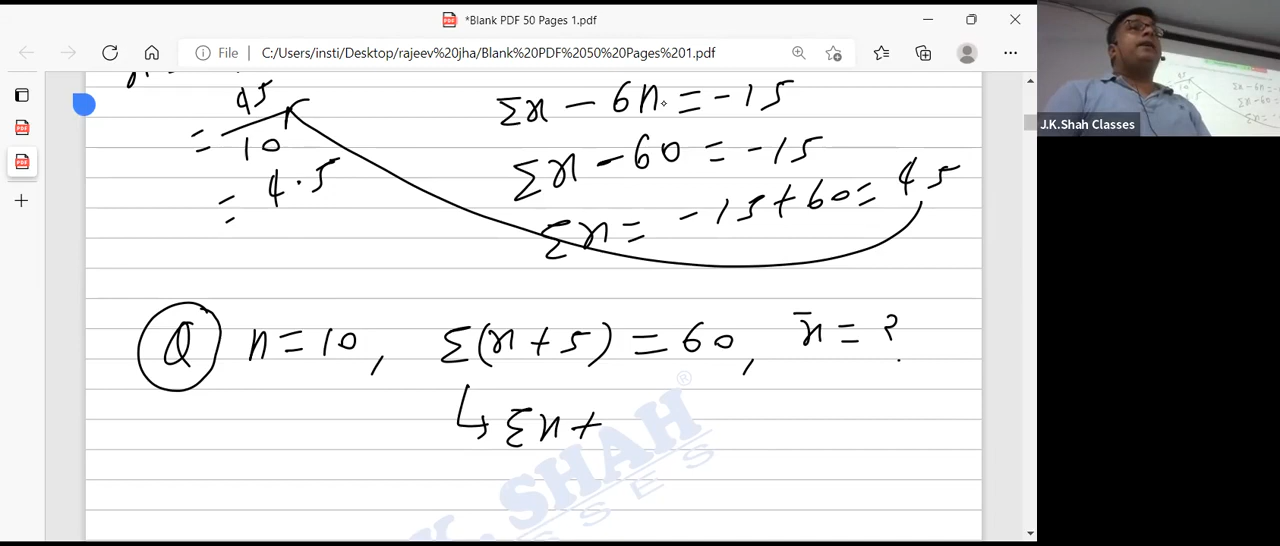 *Blank PDF 50 Pages 1.pdf
File C:/Users/insti/Desktop/rajeev%20jha/Blank%20PDF%2050%20Pages%201.pdf
J.K.Shah Classes
= 45/10
= 4.5
Σx - 6n = -15
Σx - 60 = -15
Σx = -15 + 60 = 45
Q n = 10, Σ(x + 5) = 60, x̄ = ?
↳ Σx +
K. SHAH ®
SES